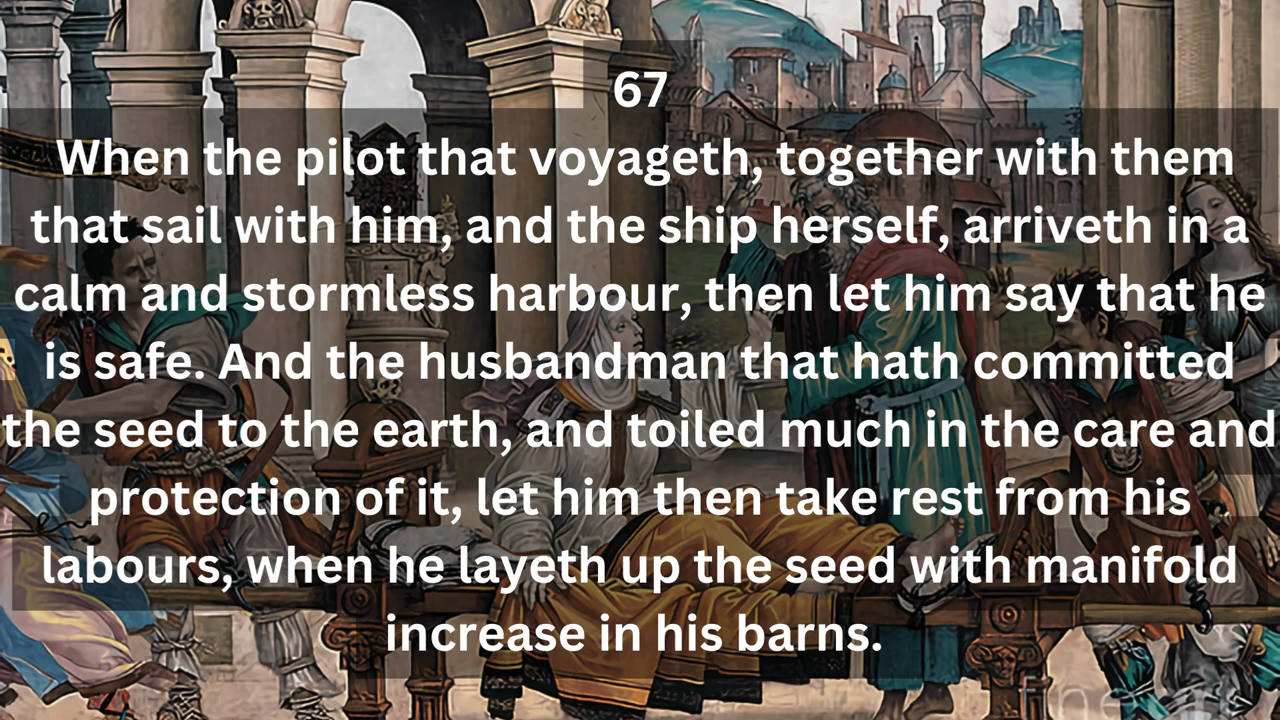 67
When the pilot that voyageth, together with them
that sail with him, and the ship herself, arriveth in a
calm and stormless harbour, then let him say that he
is safe. And the husbandman that hath committed
the seed to the earth, and toiled much in the care and
protection of it, let him then take rest from his
labours, when he layeth up the seed with manifold
increase in his barns.